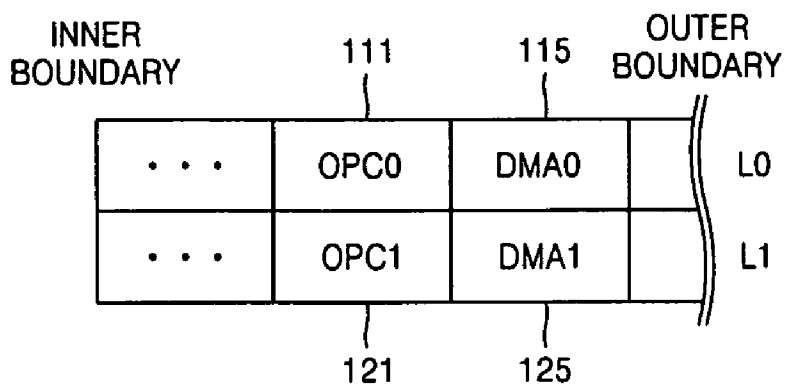 INNER
BOUNDARY
111
115
OUTER
BOUNDARY
• • •
OPC0
DMA0
L0
• • •
OPC1
DMA1
L1
121
125